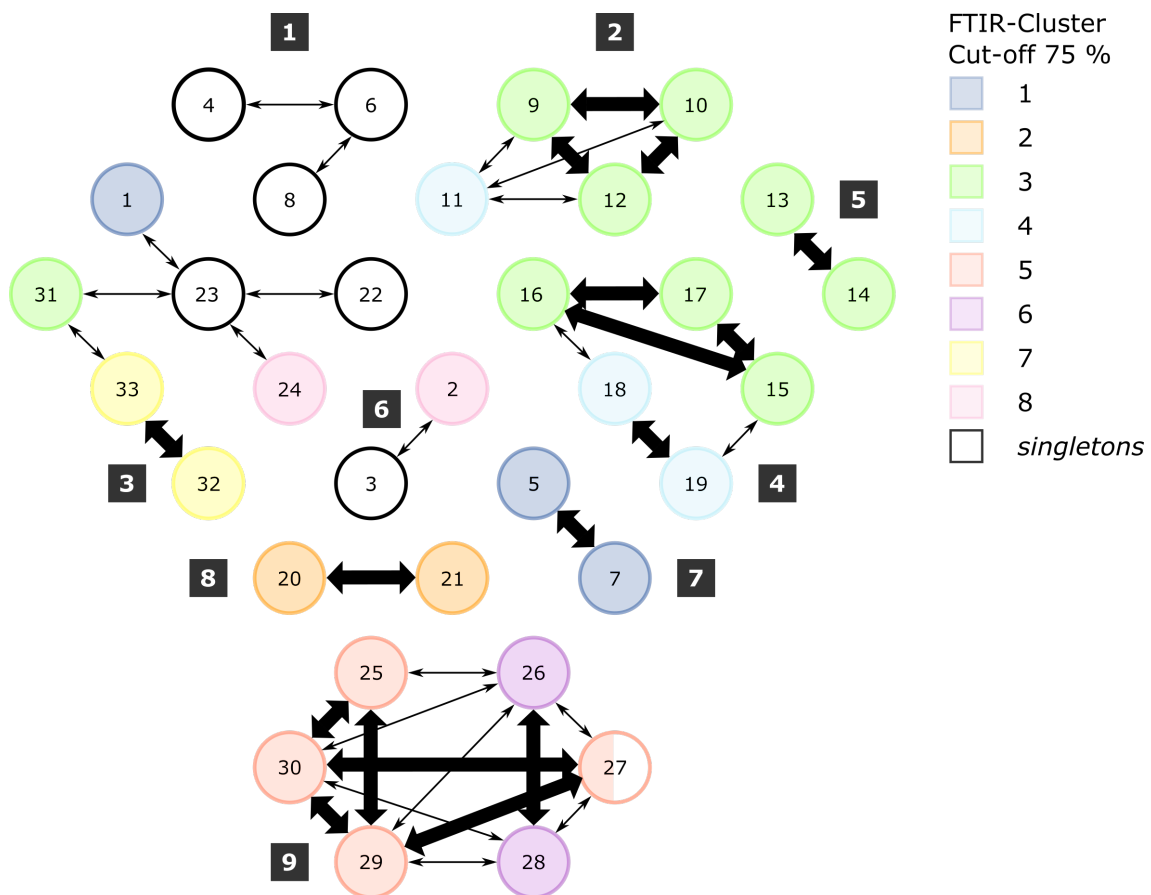 1 2 FTIR-Cluster
Cut-off 75 %
4 6 9 10 1
2
1 8 11 12 13 5 3
4
31 23 22 16 17 14 5
6
33 24 6 2 18 15 7
8
3 32 3 5 19 4 singletons
8 20 21 7 7
25 26
30 27
9 29 28